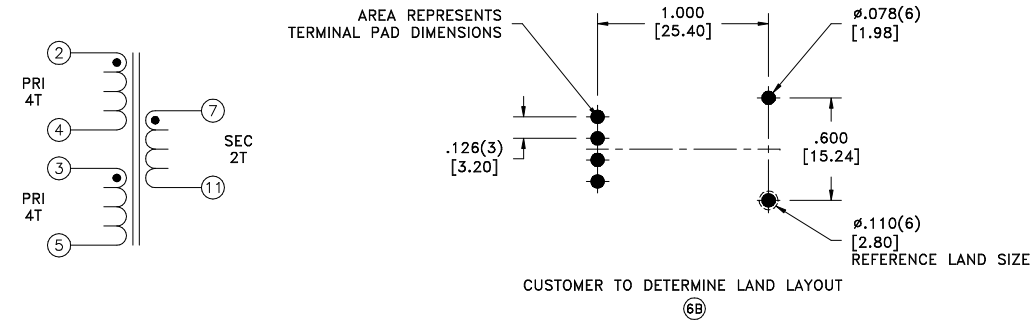 2
PRI
4T
4
3
PRI
4T
5
7
SEC
2T
11
AREA REPRESENTS
TERMINAL PAD DIMENSIONS
1.000
[25.40]
ø.078(6)
[1.98]
.126(3)
[3.20]
.600
[15.24]
ø.110(6)
[2.80]
REFERENCE LAND SIZE
CUSTOMER TO DETERMINE LAND LAYOUT
6B